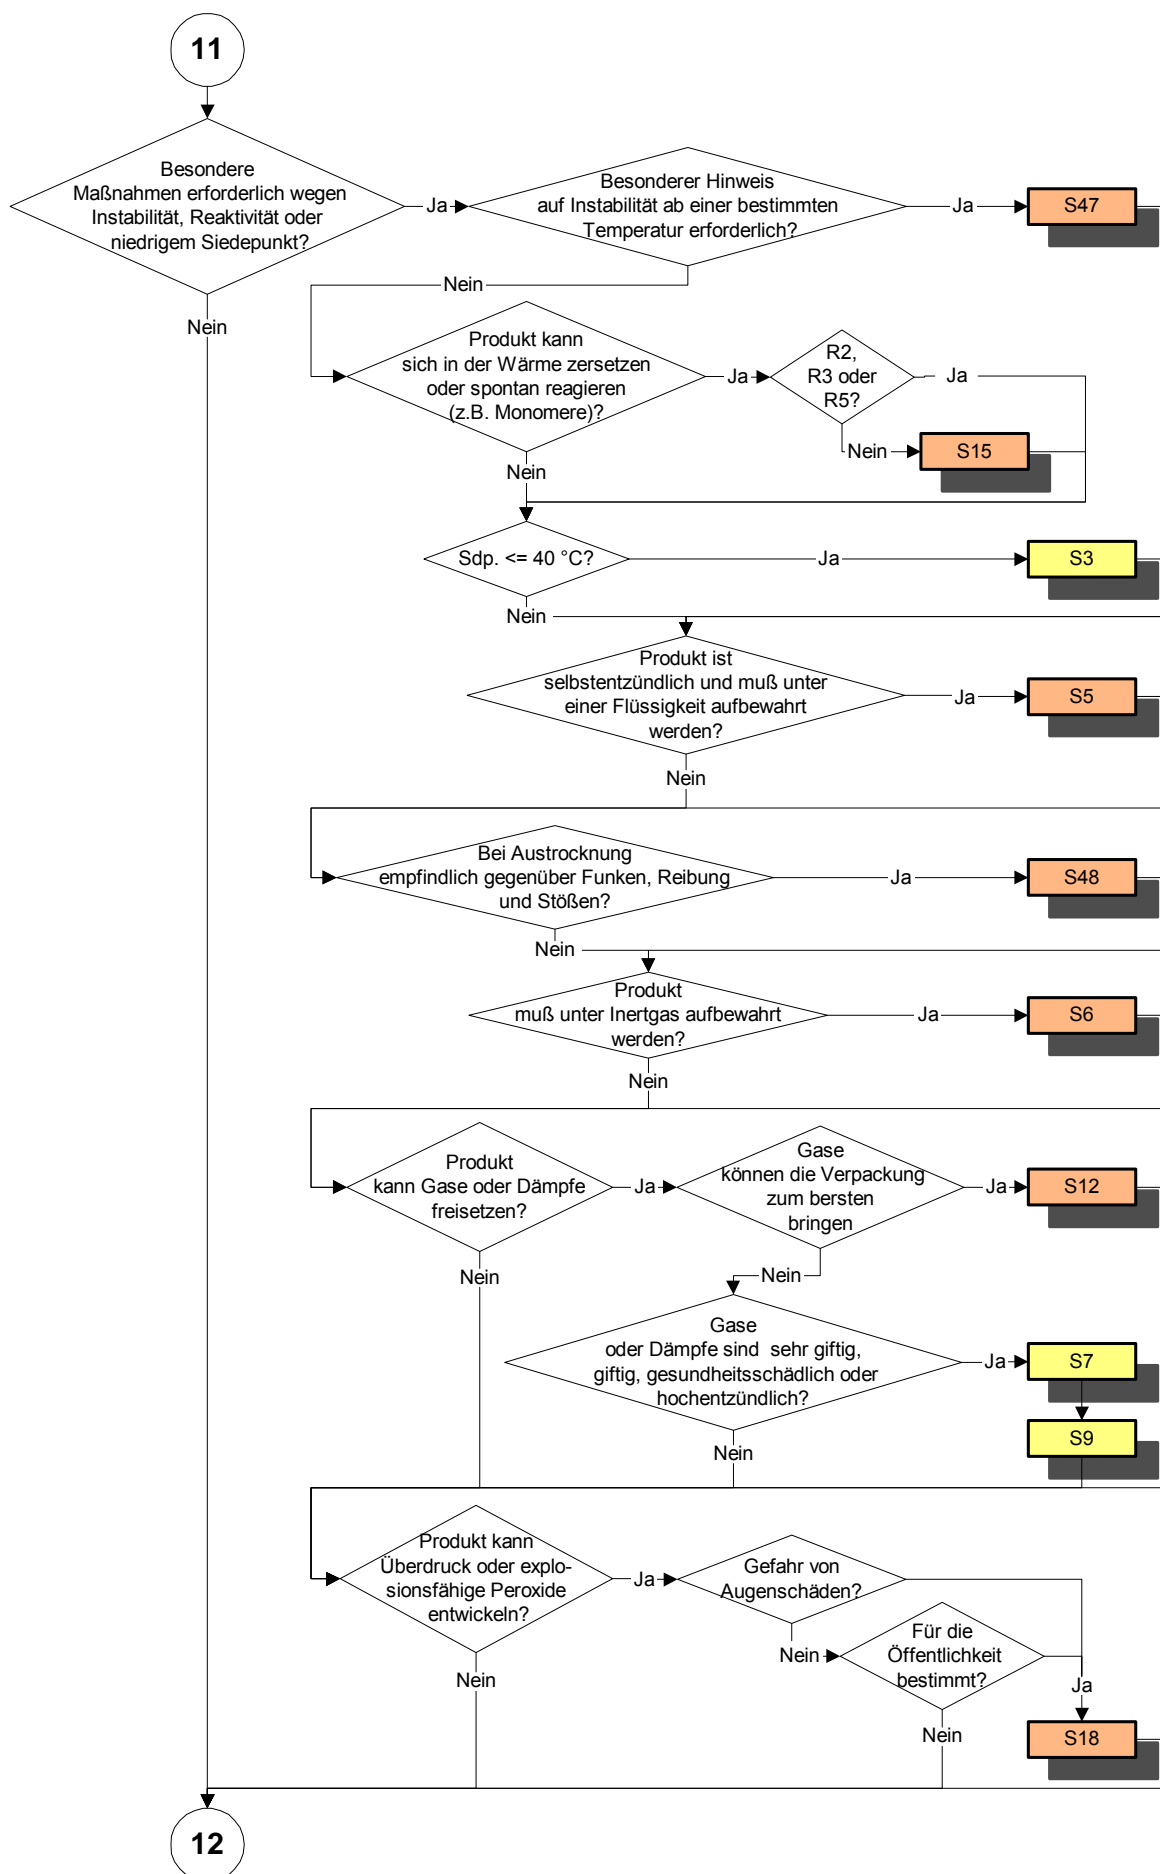 11
Besondere
Maßnahmen erforderlich wegen
Instabilität, Reaktivität oder
niedrigem Siedepunkt?
Ja
Besonderer Hinweis
auf Instabilität ab einer bestimmten
Temperatur erforderlich?
Ja
S47
Nein
Nein
Produkt kann
sich in der Wärme zersetzen
oder spontan reagieren
(z.B. Monomere)?
Ja
R2,
R3 oder
R5?
Ja
Nein
S15
Nein
Sdp. <= 40 °C?
Ja
S3
Nein
Produkt ist
selbstentzündlich und muß unter
einer Flüssigkeit aufbewahrt
werden?
Ja
S5
Nein
Bei Austrocknung
empfindlich gegenüber Funken, Reibung
und Stößen?
Ja
S48
Nein
Produkt
muß unter Inertgas aufbewahrt
werden?
Ja
S6
Nein
Produkt
kann Gase oder Dämpfe
freisetzen?
Ja
Gase
können die Verpackung
zum bersten
bringen
Ja
S12
Nein
Nein
Gase
oder Dämpfe sind sehr giftig,
giftig, gesundheitsschädlich oder
hochentzündlich?
Ja
S7
S9
Nein
Produkt kann
Überdruck oder explo-
sionsfähige Peroxide
entwickeln?
Ja
Gefahr von
Augenschäden?
Nein
Für die
Öffentlichkeit
bestimmt?
Ja
Nein
Nein
S18
12